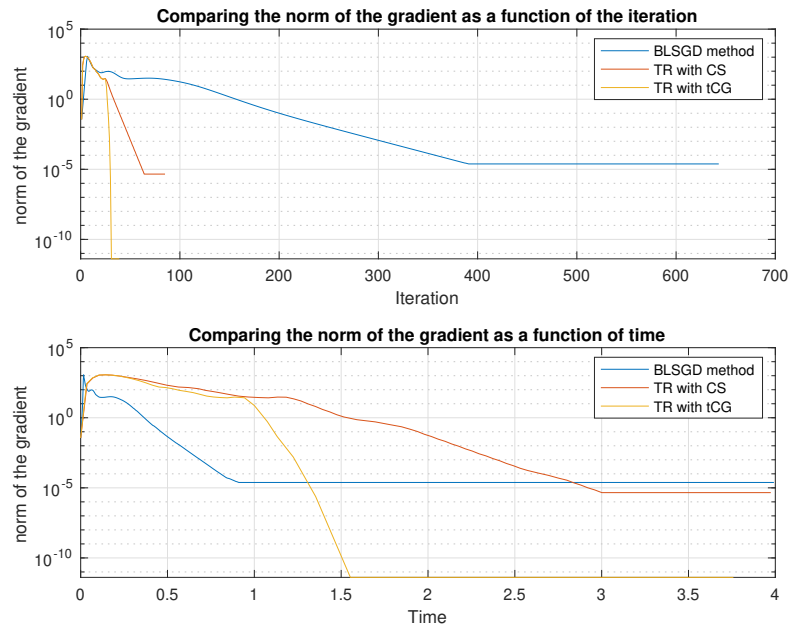 Comparing the norm of the gradient as a function of the iteration
10^5
10^0
10^-5
10^-10
norm of the gradient
BLSGD method
TR with CS
TR with tCG
0 100 200 300 400 500 600 700
Iteration
Comparing the norm of the gradient as a function of time
10^5
10^0
10^-5
10^-10
norm of the gradient
BLSGD method
TR with CS
TR with tCG
0 0.5 1 1.5 2 2.5 3 3.5 4
Time